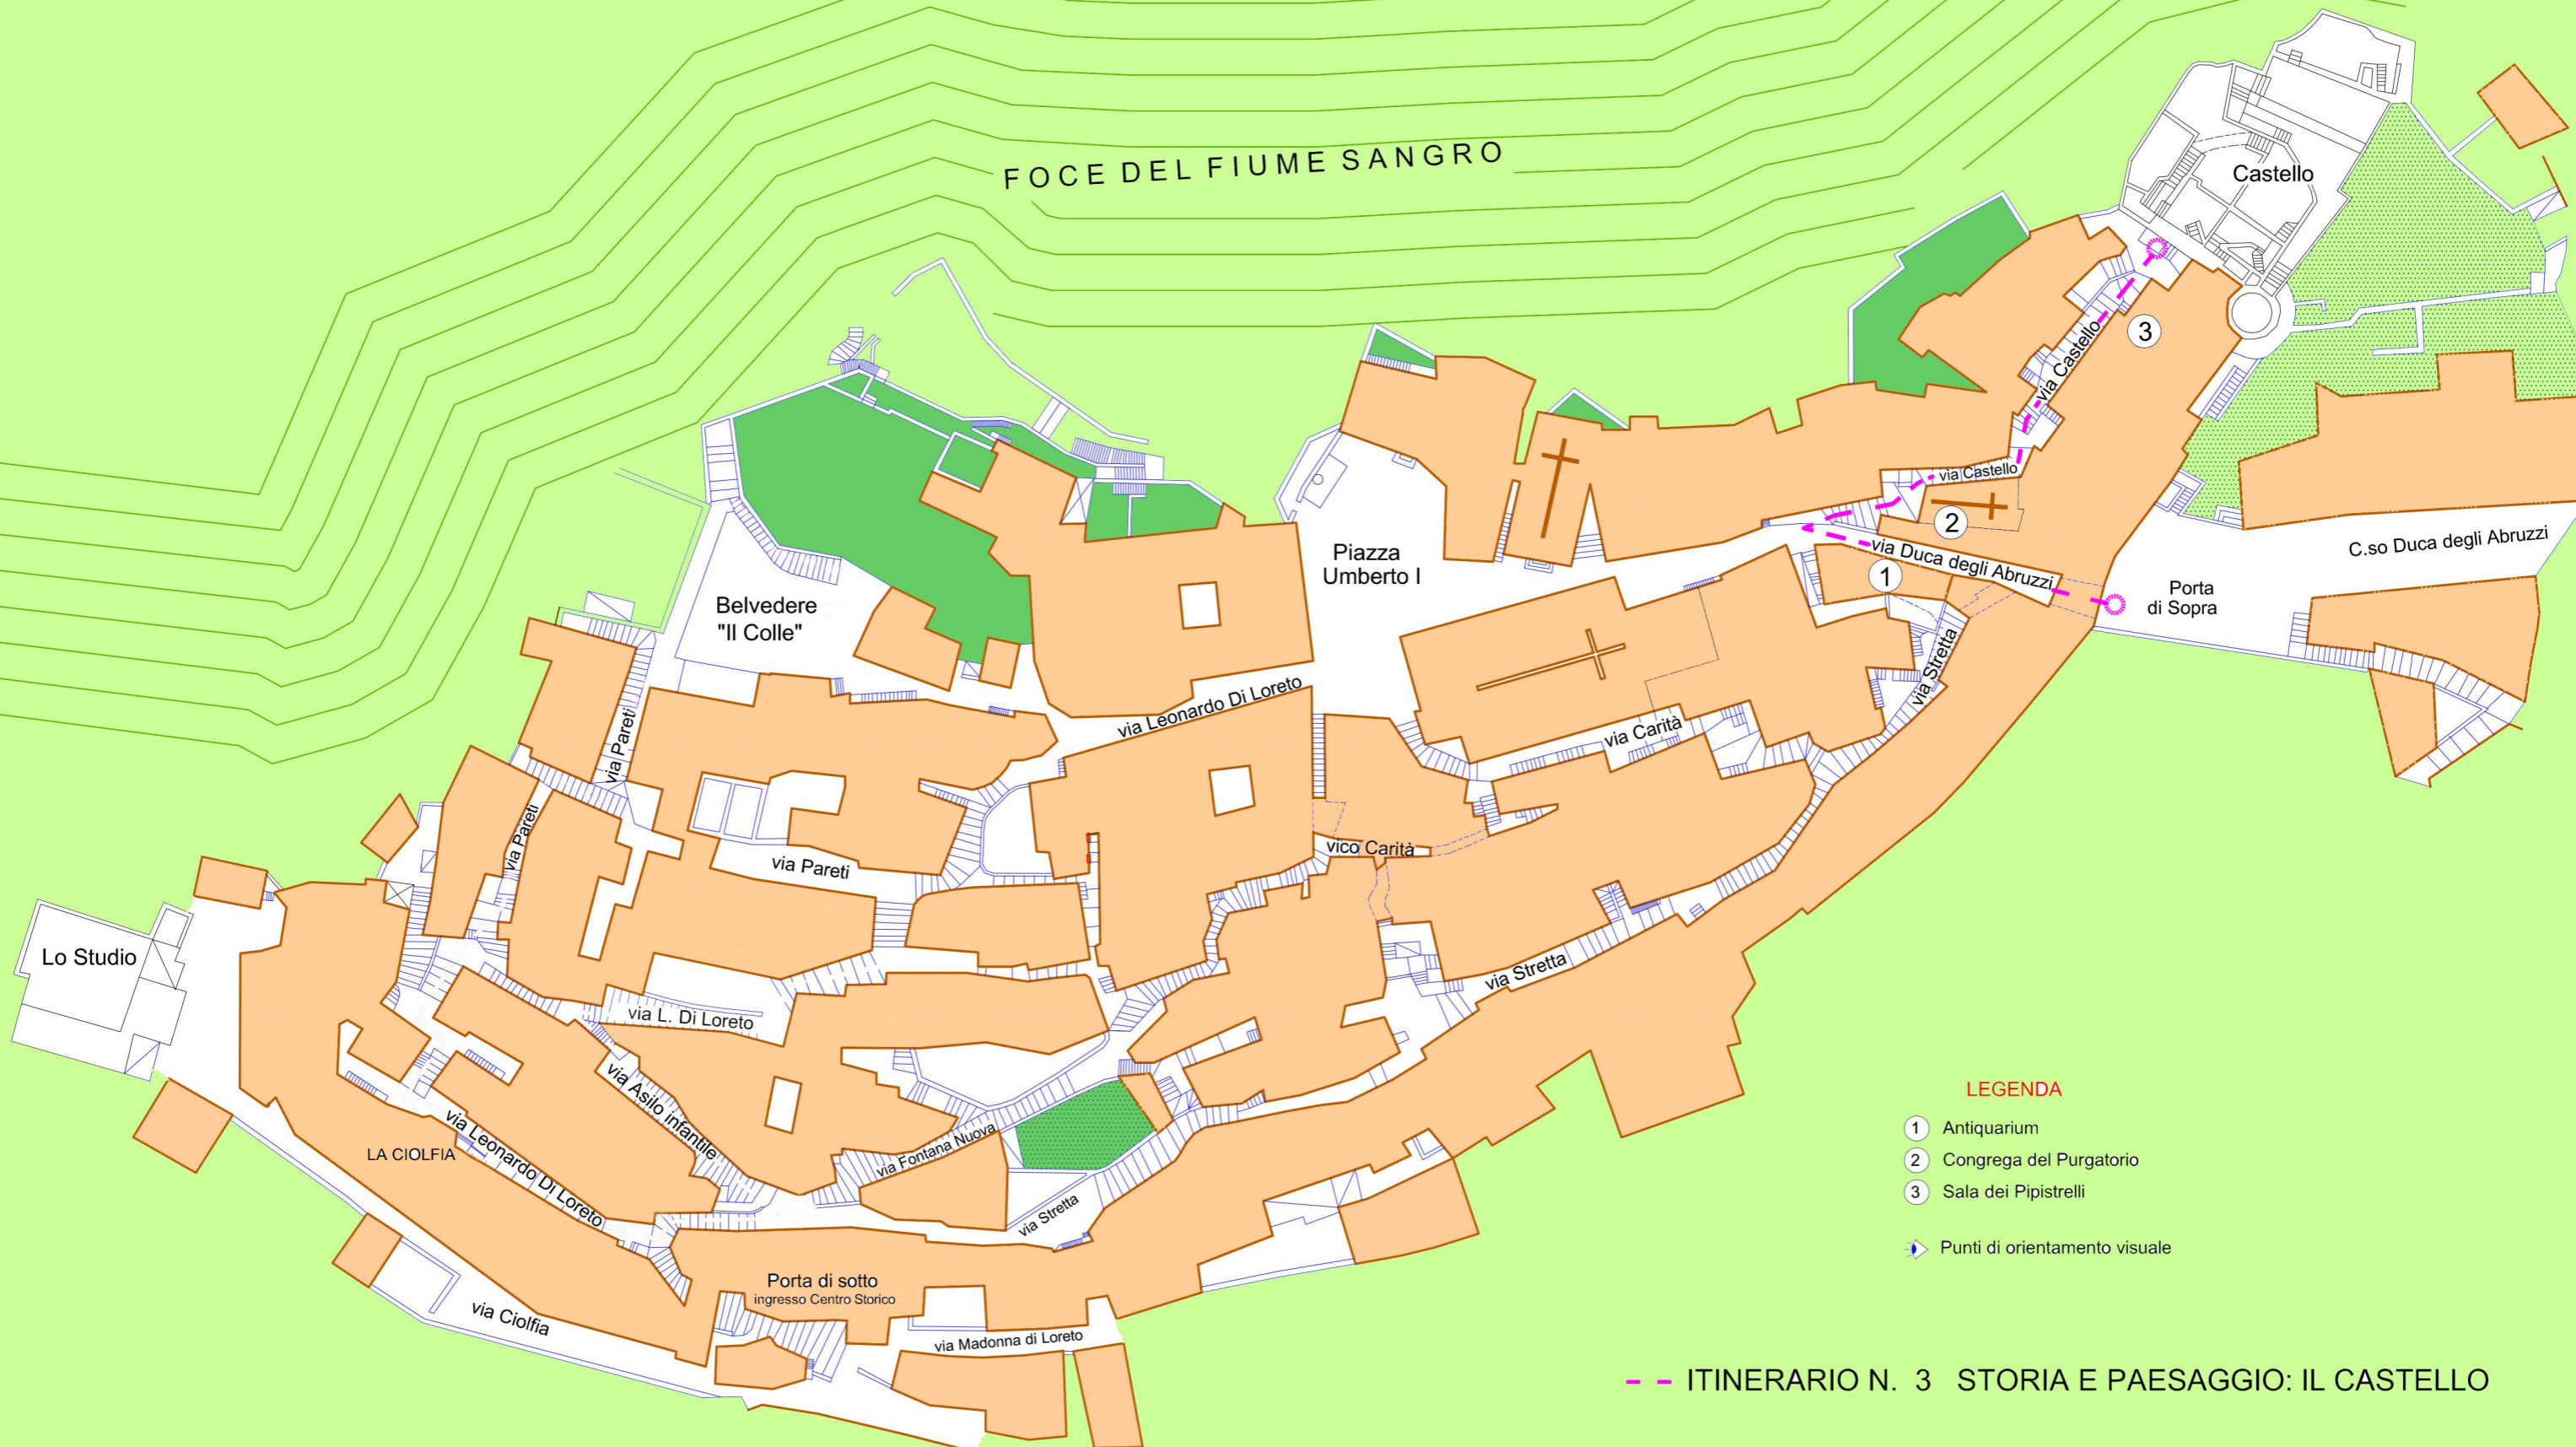 FOCE DEL FIUME SANGRO
Castello
3
via Castello
via Castello
2
Piazza
Umberto I
via Duca degli Abruzzi
1
C.so Duca degli Abruzzi
Porta
di Sopra
Belvedere
"Il Colle"
via Stretta
via Leonardo Di Loreto
via Pareti
via Carità
via Pareti
vico Carità
via Pareti
Lo Studio
via Stretta
via L. Di Loreto
via Asilo infantile
via Fontana Nuova
via Leonardo Di Loreto
LA CIOLFIA
via Stretta
Porta di sotto
ingresso Centro Storico
via Ciolfia
via Madonna di Loreto
LEGENDA
1 Antiquarium
2 Congrega del Purgatorio
3 Sala dei Pipistrelli
Punti di orientamento visuale
ITINERARIO N. 3 STORIA E PAESAGGIO: IL CASTELLO